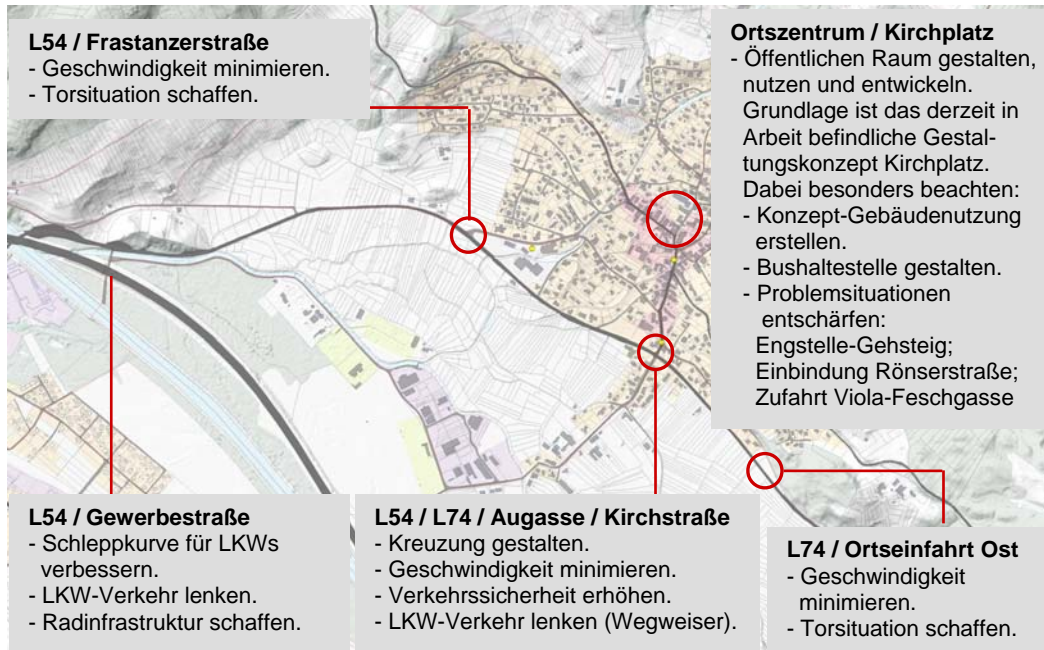 L54 / Frastanzerstraße
- Geschwindigkeit minimieren.
- Torsituation schaffen.
Ortszentrum / Kirchplatz
- Öffentlichen Raum gestalten,
nutzen und entwickeln.
Grundlage ist das derzeit in
Arbeit befindliche Gestal-
tungskonzept Kirchplatz.
Dabei besonders beachten:
- Konzept-Gebäudenutzung
erstellen.
- Bushaltestelle gestalten.
- Problemsituationen
entschärfen:
Engstelle-Gehsteig;
Einbindung Rönserstraße;
Zufahrt Viola-Feschgasse
L54 / Gewerbestraße
- Schleppkurve für LKWs
verbessern.
- LKW-Verkehr lenken.
- Radinfrastruktur schaffen.
L54 / L74 / Augasse / Kirchstraße
- Kreuzung gestalten.
- Geschwindigkeit minimieren.
- Verkehrssicherheit erhöhen.
- LKW-Verkehr lenken (Wegweiser).
L74 / Ortseinfahrt Ost
- Geschwindigkeit
minimieren.
- Torsituation schaffen.